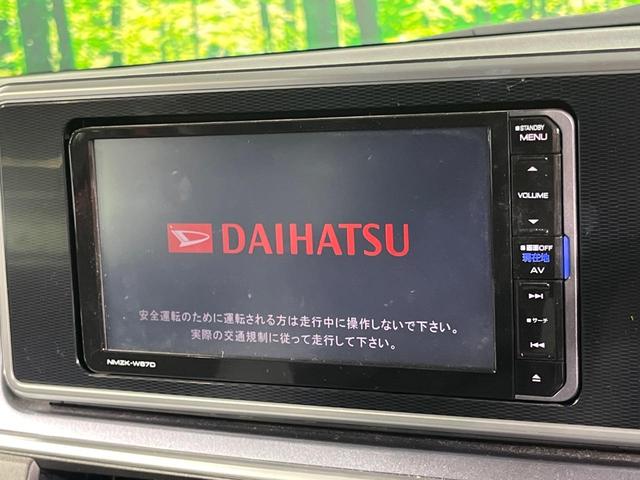 STANDBY
MENU
VOLUME
画面OFF
現在地
AV
サーチ
DAIHATSU
安全運転のために運転される方は走行中に操作しないで下さい。
実際の交通規制に従って走行して下さい。
NMZK-W67D